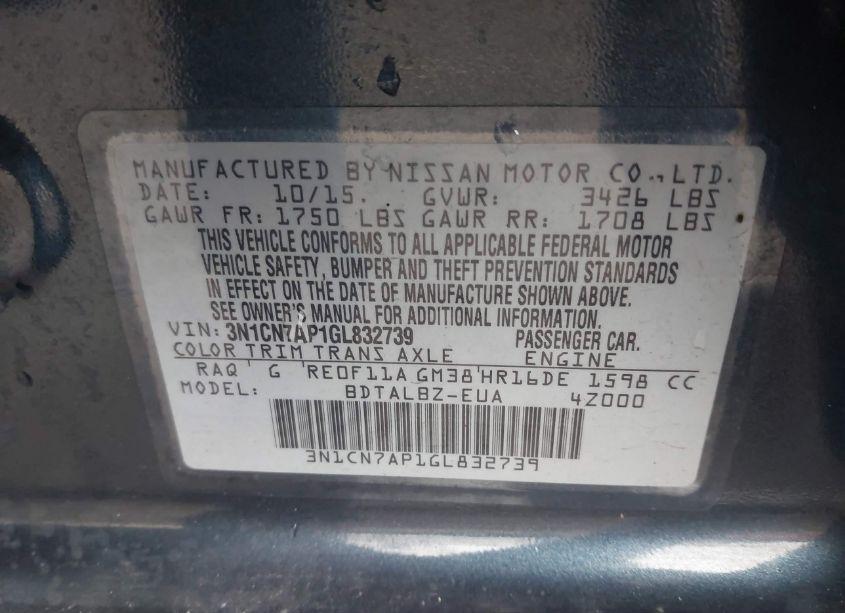 MANUFACTURED BY NISSAN MOTOR CO., LTD.
DATE: 10/15. GVWR: 3426 LBS
GAWR FR: 1750 LBS GAWR RR: 1708 LBS
THIS VEHICLE CONFORMS TO ALL APPLICABLE FEDERAL MOTOR
VEHICLE SAFETY, BUMPER AND THEFT PREVENTION STANDARDS
IN EFFECT ON THE DATE OF MANUFACTURE SHOWN ABOVE.
SEE OWNER'S MANUAL FOR ADDITIONAL INFORMATION.
VIN: 3N1CN7AP1GL832739 PASSENGER CAR.
COLOR TRIM TRANS AXLE ENGINE
RAQ G RE0F11A GM38 HR16DE 1598 CC
MODEL: BDTALBZ-EUA 4Z000
3N1CN7AP1GL832739